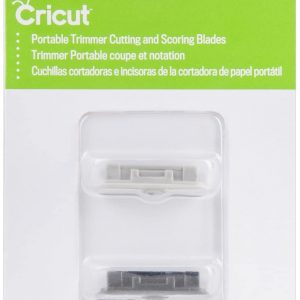 Cricut
Portable Trimmer Cutting and Scoring Blades
Trimmer Portable coupe et notation
Cuchillas cortadoras e incisoras de la cortadora de papel portátil